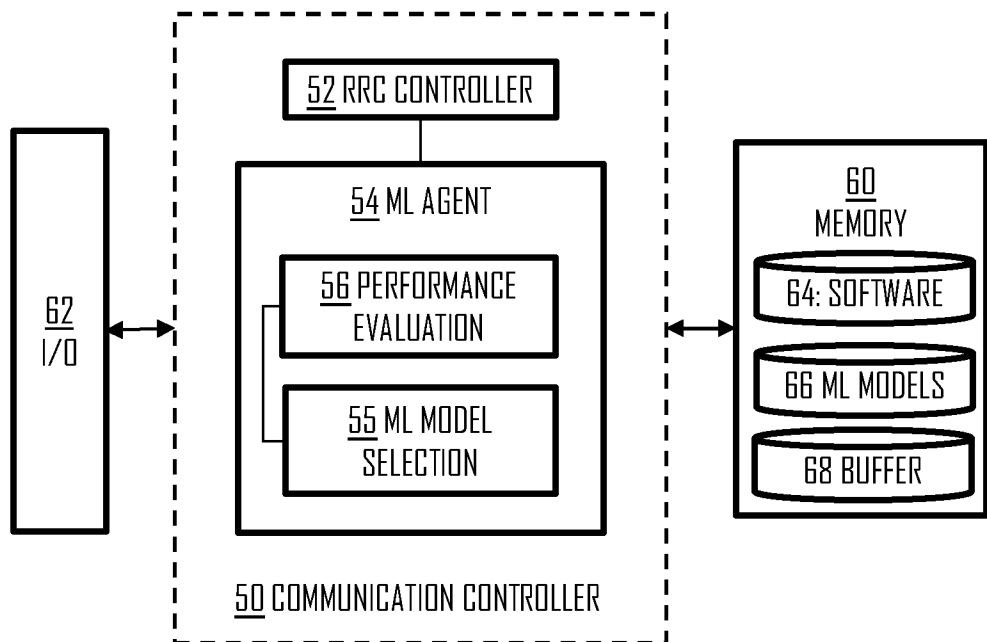 52 RRC CONTROLLER
54 ML AGENT
56 PERFORMANCE
EVALUATION
55 ML MODEL
SELECTION
50 COMMUNICATION CONTROLLER
62
I/O
60
MEMORY
64: SOFTWARE
66 ML MODELS
68 BUFFER